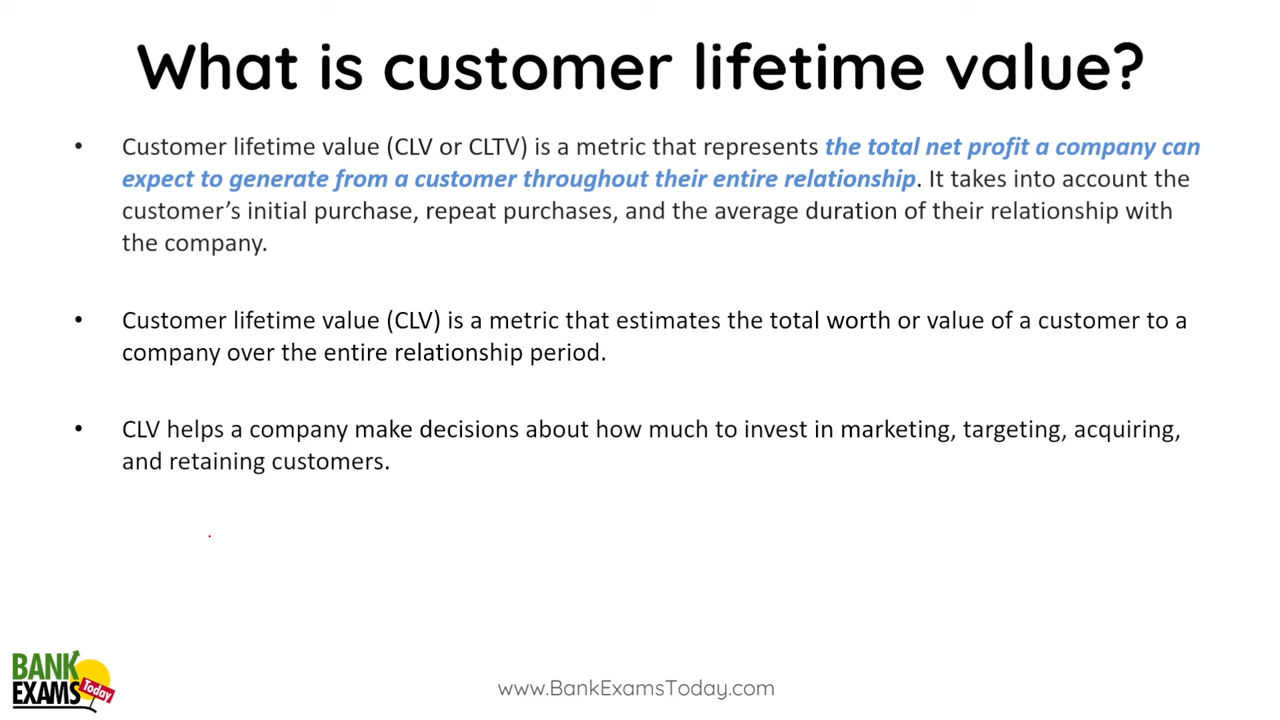 What is customer lifetime value?
• Customer lifetime value (CLV or CLTV) is a metric that represents the total net profit a company can
expect to generate from a customer throughout their entire relationship. It takes into account the
customer’s initial purchase, repeat purchases, and the average duration of their relationship with
the company.
• Customer lifetime value (CLV) is a metric that estimates the total worth or value of a customer to a
company over the entire relationship period.
• CLV helps a company make decisions about how much to invest in marketing, targeting, acquiring,
and retaining customers.
BANK
EXAMS
Today
www.BankExamsToday.com